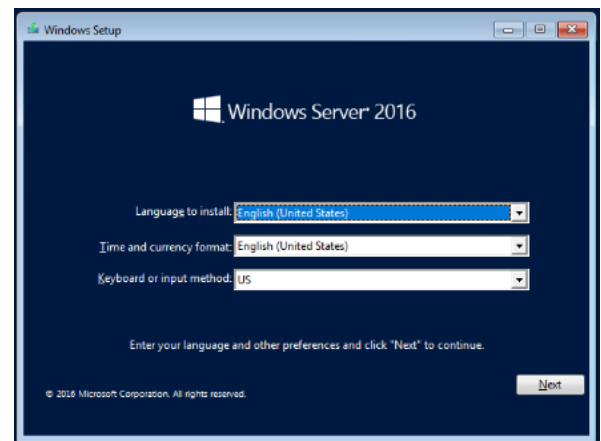 Windows Setup
Windows Server 2016
Language to install: English (United States)
Time and currency format: English (United States)
Keyboard or input method: US
Enter your language and other preferences and click "Next" to continue.
Next
© 2016 Microsoft Corporation. All rights reserved.